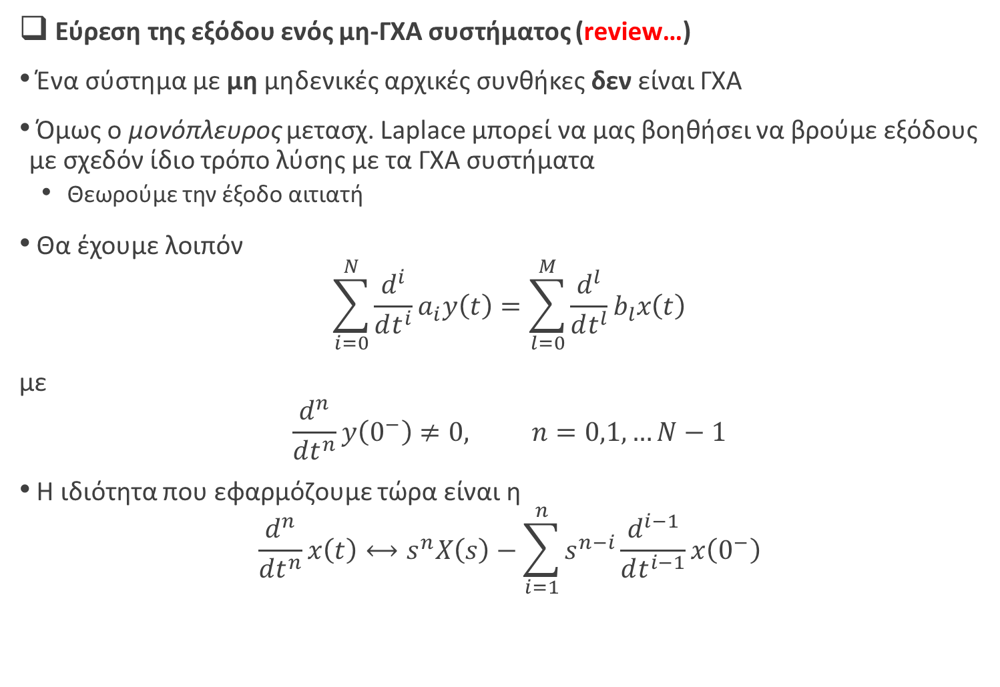 ❑ Εύρεση της εξόδου ενός μη-ΓΧΑ συστήματος (review…)
• Ένα σύστημα με μη μηδενικές αρχικές συνθήκες δεν είναι ΓΧΑ
• Όμως ο μονόπλευρος μετασχ. Laplace μπορεί να μας βοηθήσει να βρούμε εξόδους
με σχεδόν ίδιο τρόπο λύσης με τα ΓΧΑ συστήματα
• Θεωρούμε την έξοδο αιτιατή
• Θα έχουμε λοιπόν
$\sum_{i=0}^{N} \frac{d^i}{dt^i} a_i y(t) = \sum_{l=0}^{M} \frac{d^l}{dt^l} b_l x(t)$
με
$\frac{d^n}{dt^n} y(0^-) \neq 0, \quad n = 0,1, \ldots N - 1$
• Η ιδιότητα που εφαρμόζουμε τώρα είναι η
$\frac{d^n}{dt^n} x(t) \leftrightarrow s^n X(s) - \sum_{i=1}^{n} s^{n-i} \frac{d^{i-1}}{dt^{i-1}} x(0^-)$